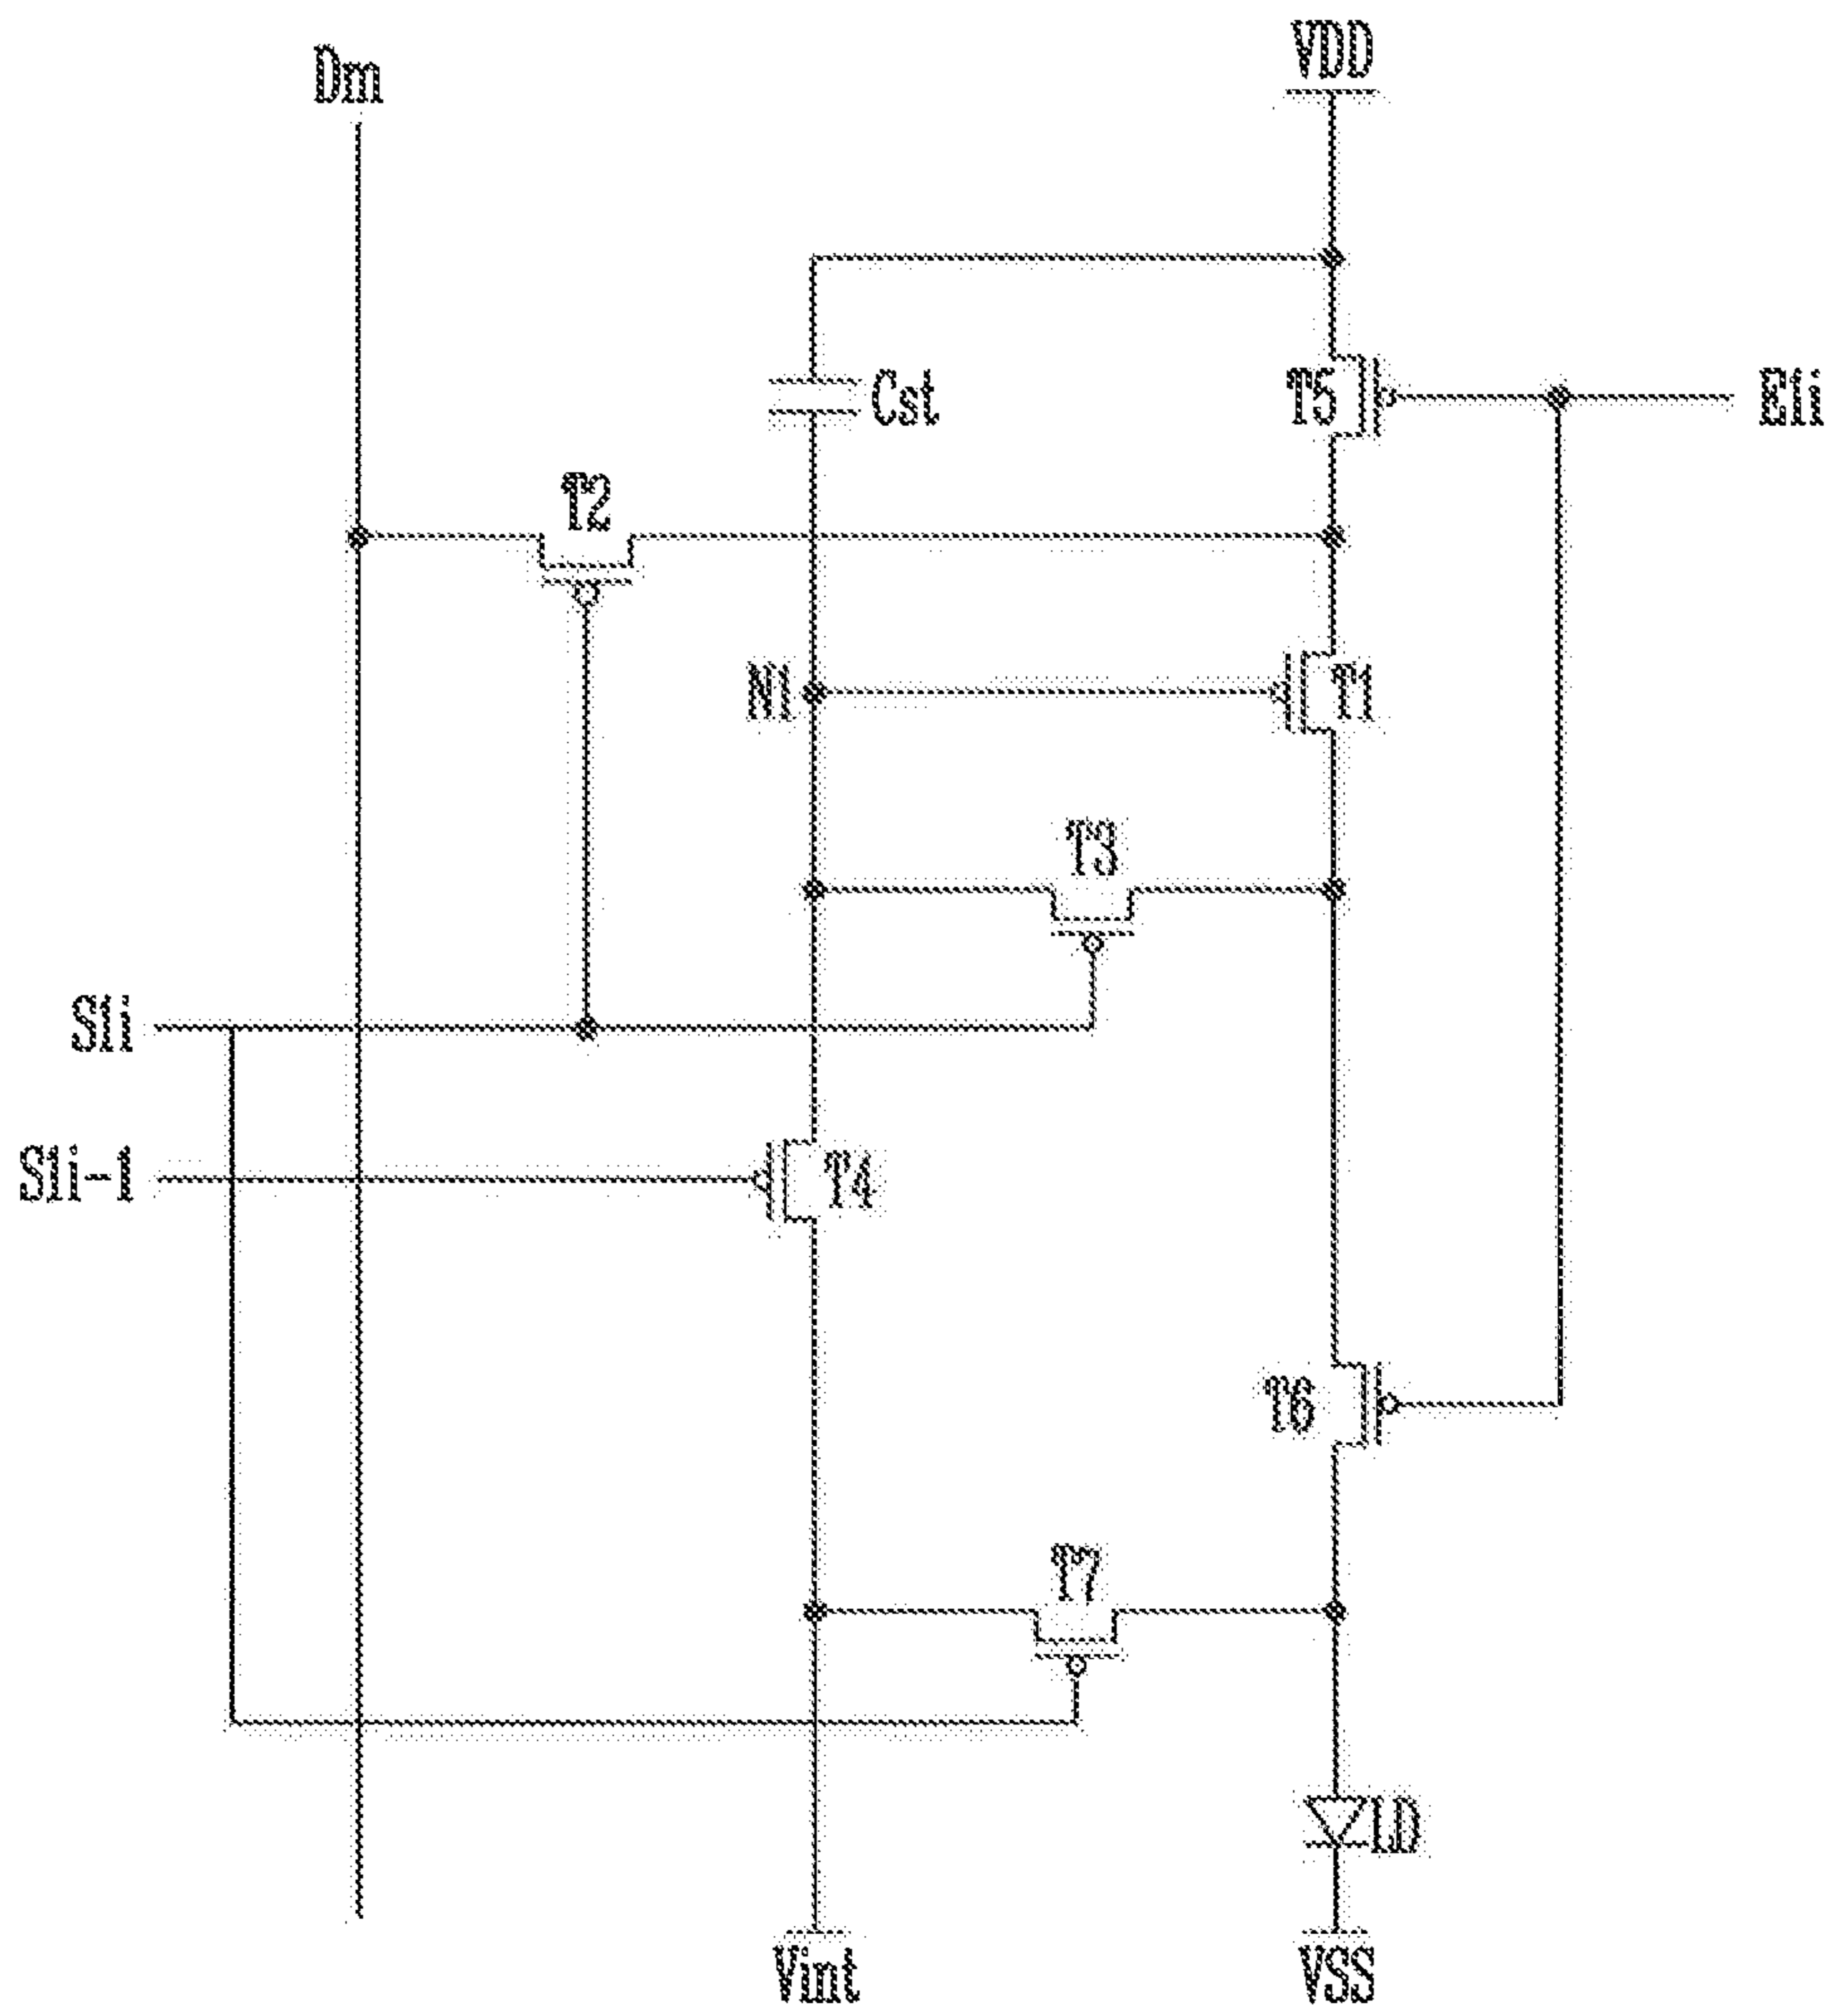 Dm
VDD
Cst
T5
E1i
T2
N1
T1
T3
S1i
S1i-1
T4
T6
T7
LD
Vint
VSS